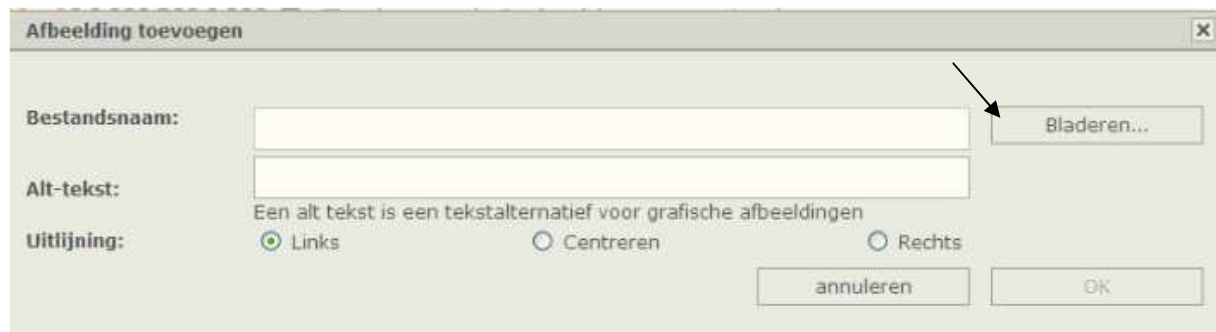 Afbeelding toevoegen
Bestandsnaam:
Bladeren...
Alt-tekst:
Een alt tekst is een tekstalternatief voor grafische afbeeldingen
Uitlijning:
Links
Centreren
Rechts
annuleren
OK